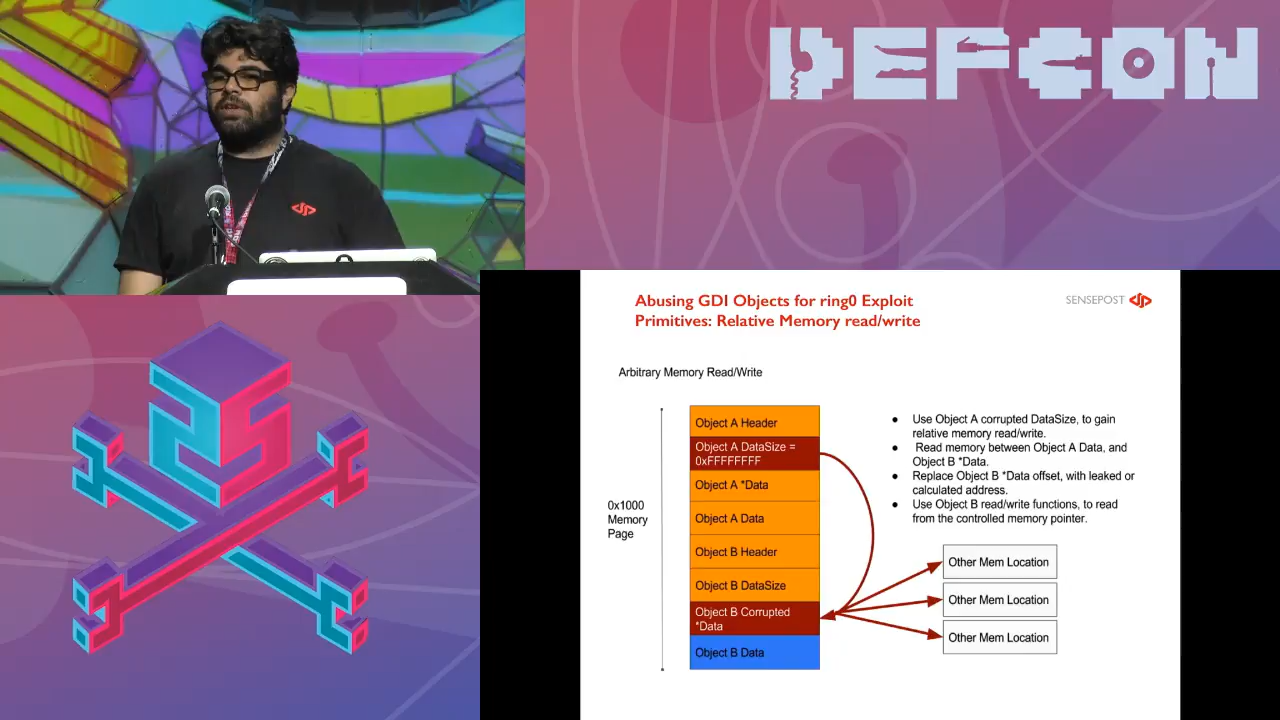 DEFCON
Abusing GDI Objects for ring0 Exploit
Primitives: Relative Memory read/write
SENSEPOST
Arbitrary Memory Read/Write
0x1000
Memory
Page
Object A Header
Object A DataSize =
0xFFFFFFFF
Object A *Data
Object A Data
Object B Header
Object B DataSize
Object B Corrupted
*Data
Object B Data
● Use Object A corrupted DataSize, to gain
relative memory read/write.
● Read memory between Object A Data, and
Object B *Data.
● Replace Object B *Data offset, with leaked or
calculated address.
● Use Object B read/write functions, to read
from the controlled memory pointer.
Other Mem Location
Other Mem Location
Other Mem Location